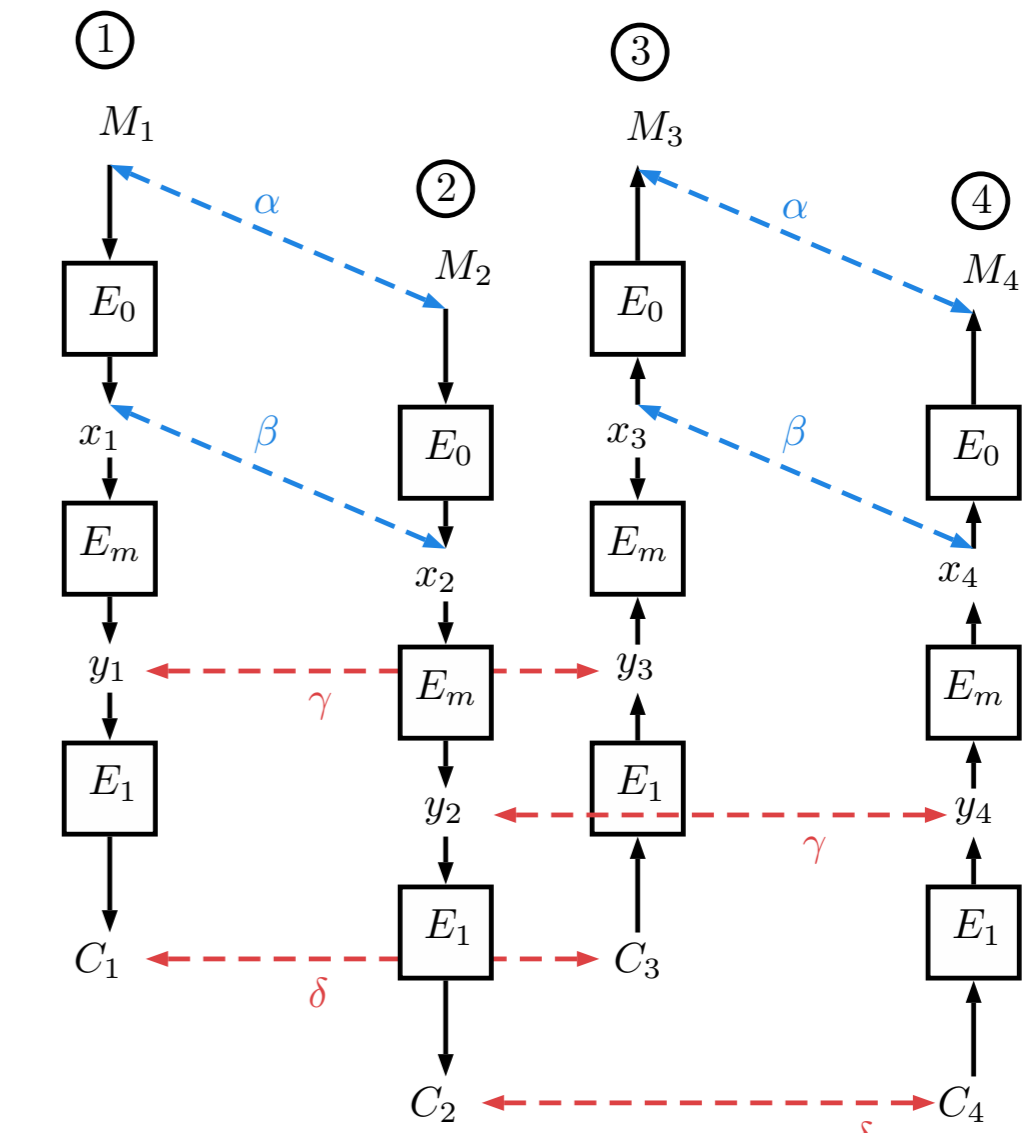 1 3
M₁ M₃
2 4
α α
M₂ M₄
E₀ E₀
β β
x₁ E₀ x₃ E₀
Eₘ Eₘ
x₂ x₄
y₁ y₃
Eₘ Eₘ
γ
E₁ E₁
y₂ y₄
γ
E₁ E₁
C₁ C₃
δ
C₂ C₄
δ